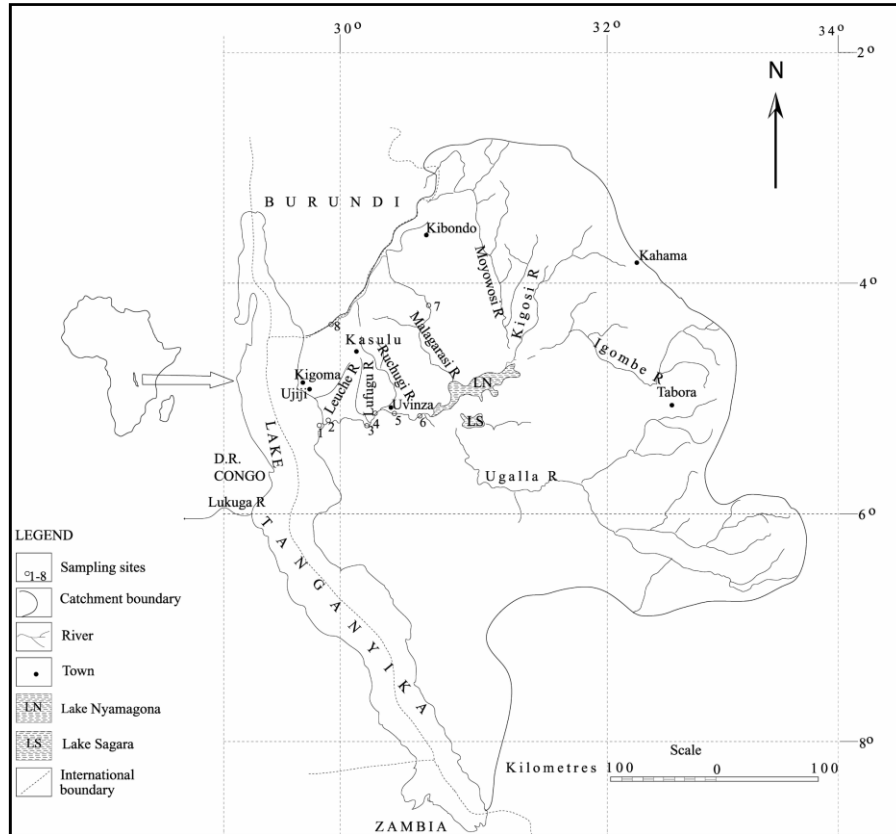 30°
32°
34°
2°
N
BURUNDI
Kibondo
Kahama
Moyowosi R
Kigosi R
4°
7
8
Kasulu
Malagarasi R
Igombe R
Ruchugi R
Kigoma
Leuche R
LN
Ujiji
Lugufu R
Uvinza
Tabora
1
2
3
4
5
6
LS
LAKE
D.R.
CONGO
Ugalla R
Lukuga R
6°
TANGANYIKA
LEGEND
1-8 Sampling sites
Catchment boundary
River
Town
LN Lake Nyamagona
LS Lake Sagara
International
boundary
8°
Scale
Kilometres 100 0 100
ZAMBIA